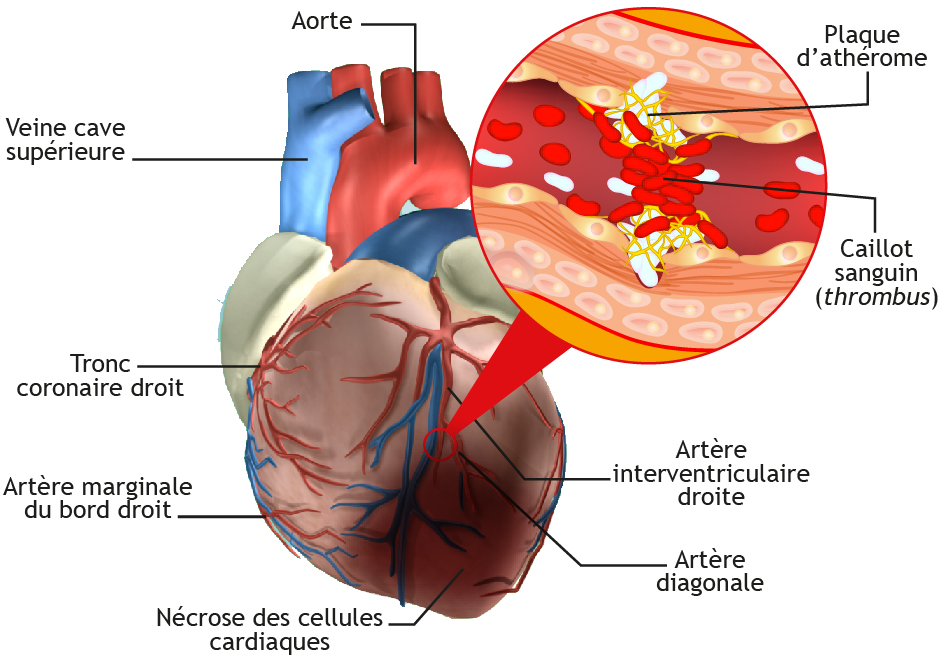 Aorte
Plaque
d'athérome
Veine cave
supérieure
Caillot
sanguin
(thrombus)
Tronc
coronaire droit
Artère
interventriculaire
droite
Artère marginale
du bord droit
Artère
diagonale
Nécrose des cellules
cardiaques